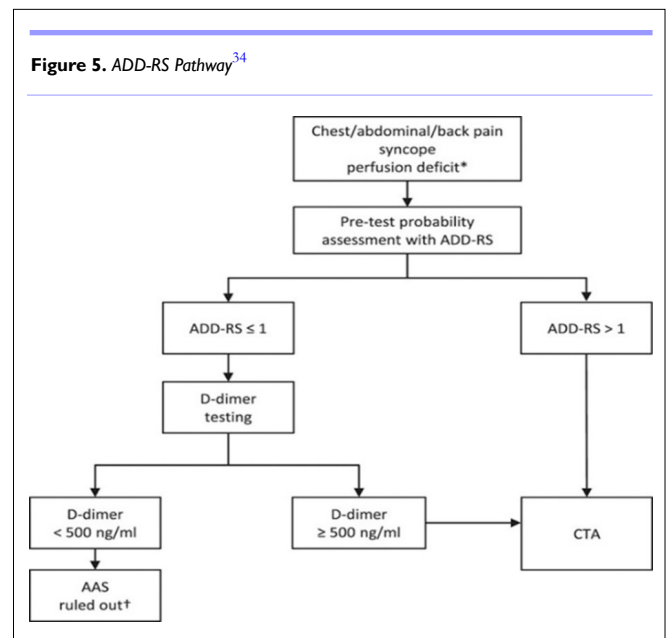 Figure 5. ADD-RS Pathway34
Chest/abdominal/back pain
syncope
perfusion deficit*
Pre-test probability
assessment with ADD-RS
ADD-RS ≤ 1
ADD-RS > 1
D-dimer
testing
D-dimer
< 500 ng/ml
D-dimer
≥ 500 ng/ml
CTA
AAS
ruled out†